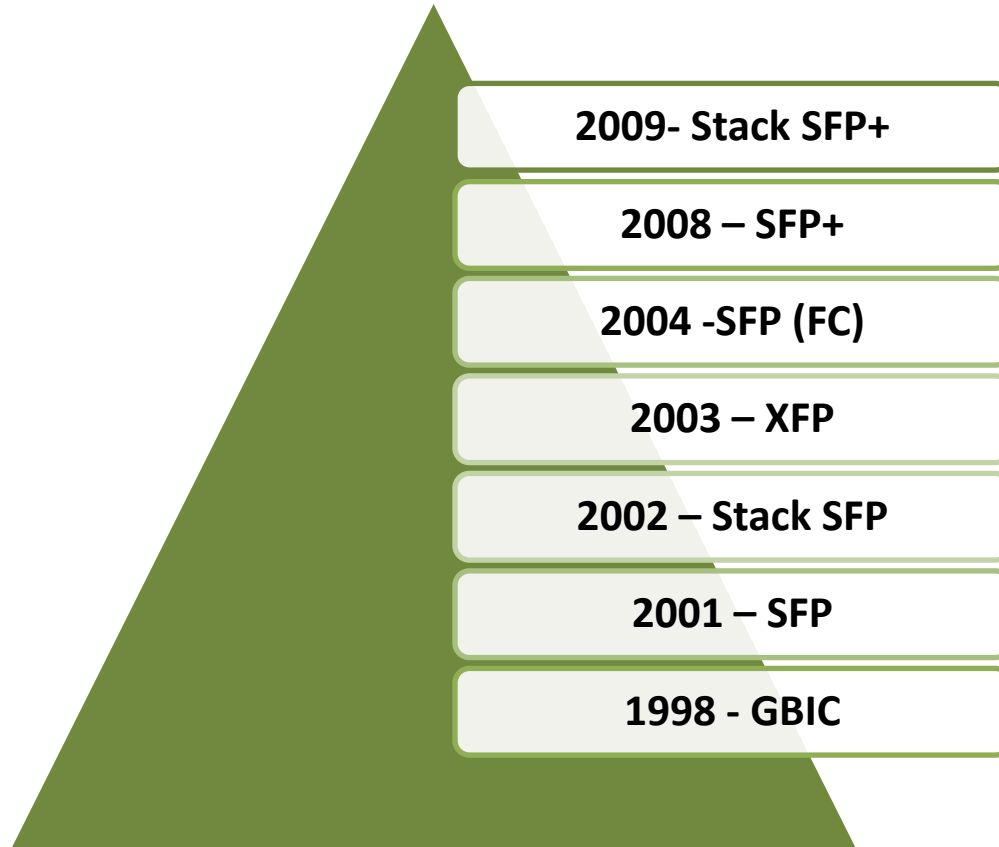 2009- Stack SFP+
2008 – SFP+
2004 -SFP (FC)
2003 – XFP
2002 – Stack SFP
2001 – SFP
1998 - GBIC